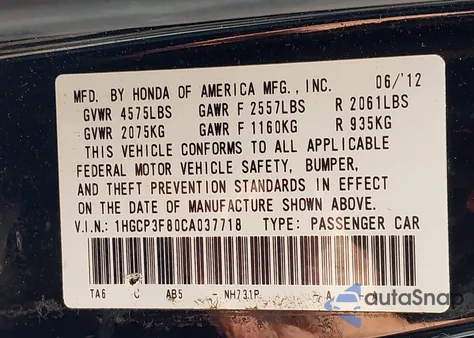 MFD. BY HONDA OF AMERICA MFG., INC. 06/'12
GVWR 4575LBS GAWR F 2557LBS R 2061LBS
GVWR 2075KG GAWR F 1160KG R 935KG
THIS VEHICLE CONFORMS TO ALL APPLICABLE
FEDERAL MOTOR VEHICLE SAFETY, BUMPER,
AND THEFT PREVENTION STANDARDS IN EFFECT
ON THE DATE OF MANUFACTURE SHOWN ABOVE.
V.I.N.: 1HGCP3F80CA037718 TYPE: PASSENGER CAR
TA6 C AB5 - NH731P - A
autoSnap